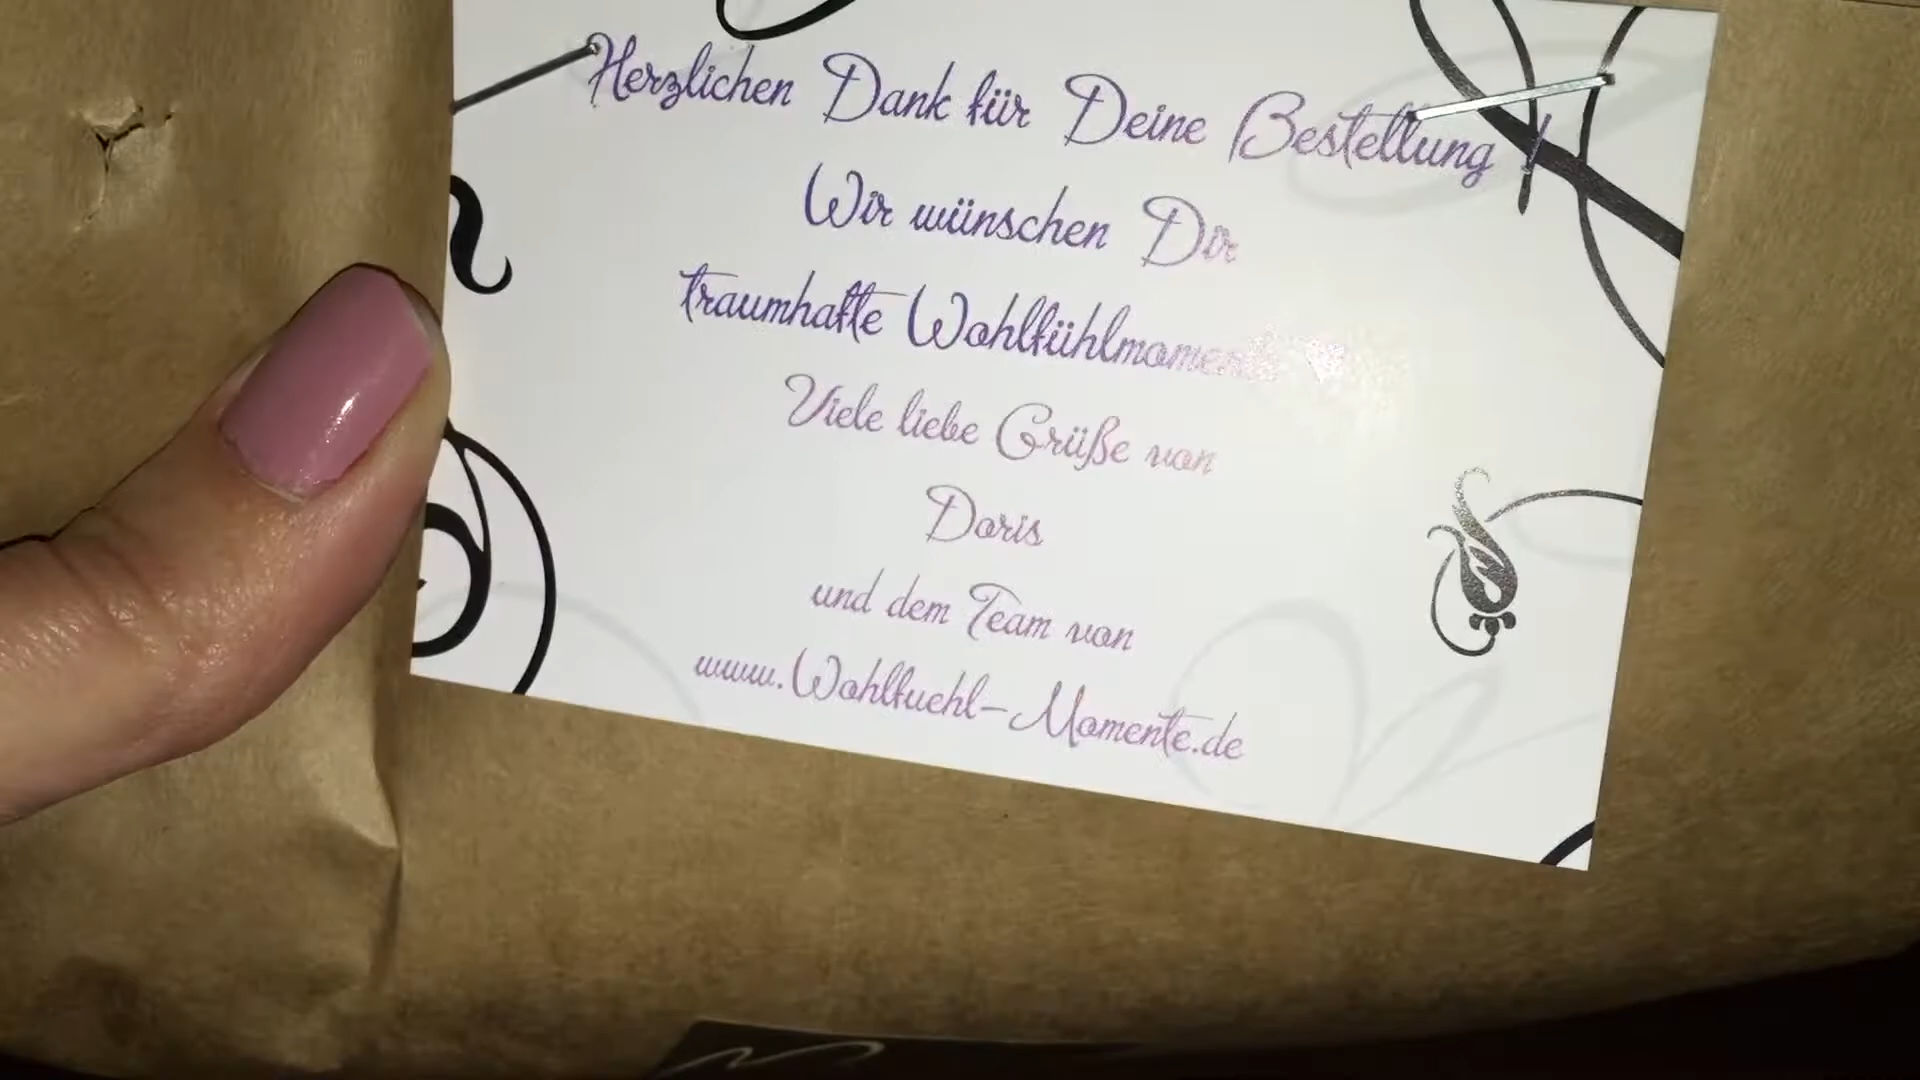 Herzlichen Dank für Deine Bestellung !
Wir wünschen Dir
traumhafte Wohlfühlmomente
Viele liebe Grüße von
Doris
und dem Team von
www.Wohlfuehl-Momente.de